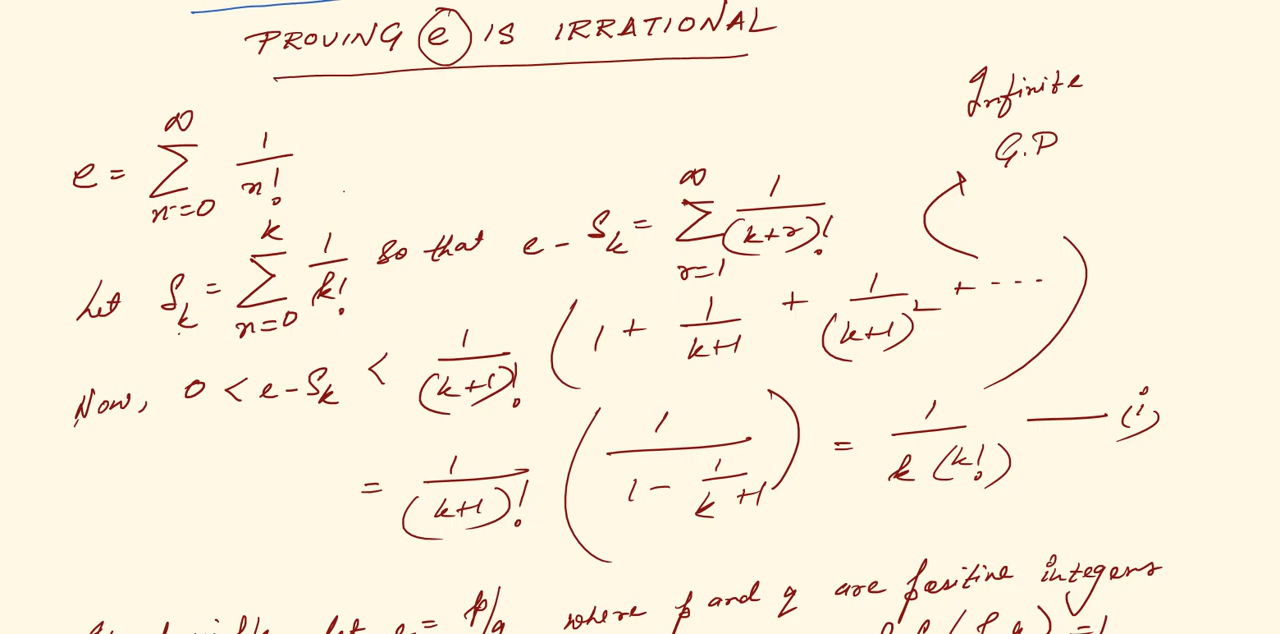 PROVING e IS IRRATIONAL
Infinite
G.P
e = ∑_{n=0}^{∞} 1/n!
Let S_k = ∑_{n=0}^{k} 1/k! so that e - S_k = ∑_{r=1}^{∞} 1/(k+r)!
Now, 0 < e - S_k < 1/(k+1)! (1 + 1/(k+1) + 1/(k+1)^2 + ....)
= 1/(k+1)! (1/(1 - 1/(k+1))) = 1/(k(k!)) — (i)
let e = p/q where p and q are positive integers
(p, q) = 1